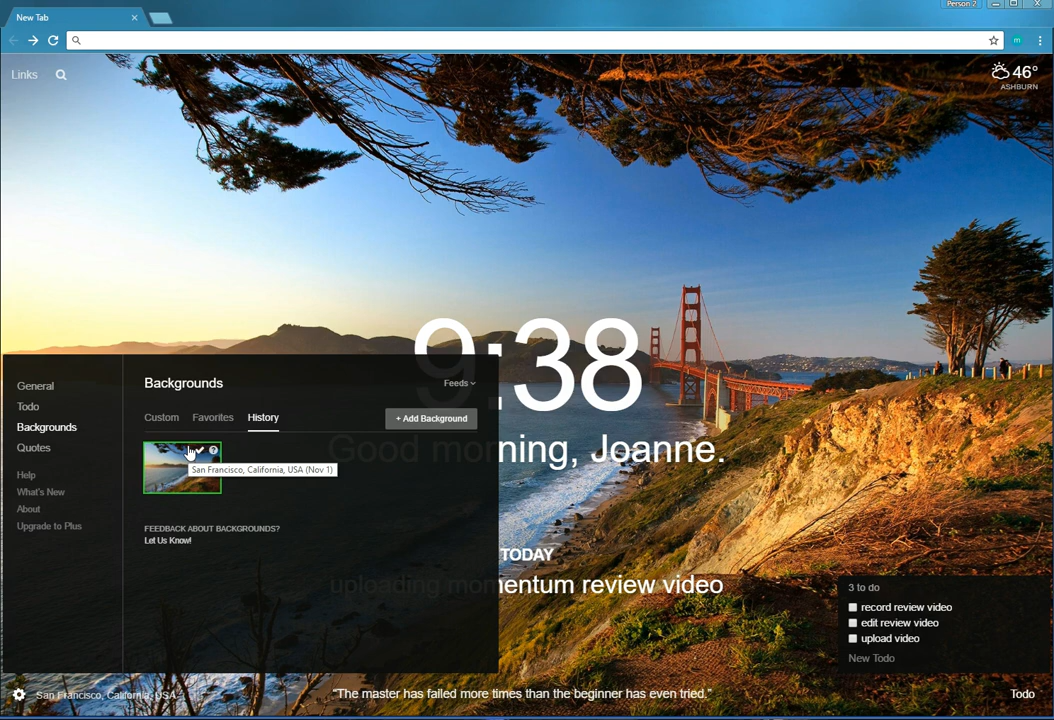 Person 2
New Tab
m
Links
46°
ASHBURN
9:38
Good morning, Joanne.
TODAY
uploading momentum review video
General
Todo
Backgrounds
Quotes
Help
What's New
About
Upgrade to Plus
Backgrounds
Feeds
Custom
Favorites
History
+ Add Background
?
San Francisco, California, USA (Nov 1)
FEEDBACK ABOUT BACKGROUNDS?
Let Us Know!
3 to do
record review video
edit review video
upload video
New Todo
San Francisco, California, USA
"The master has failed more times than the beginner has even tried."
Todo